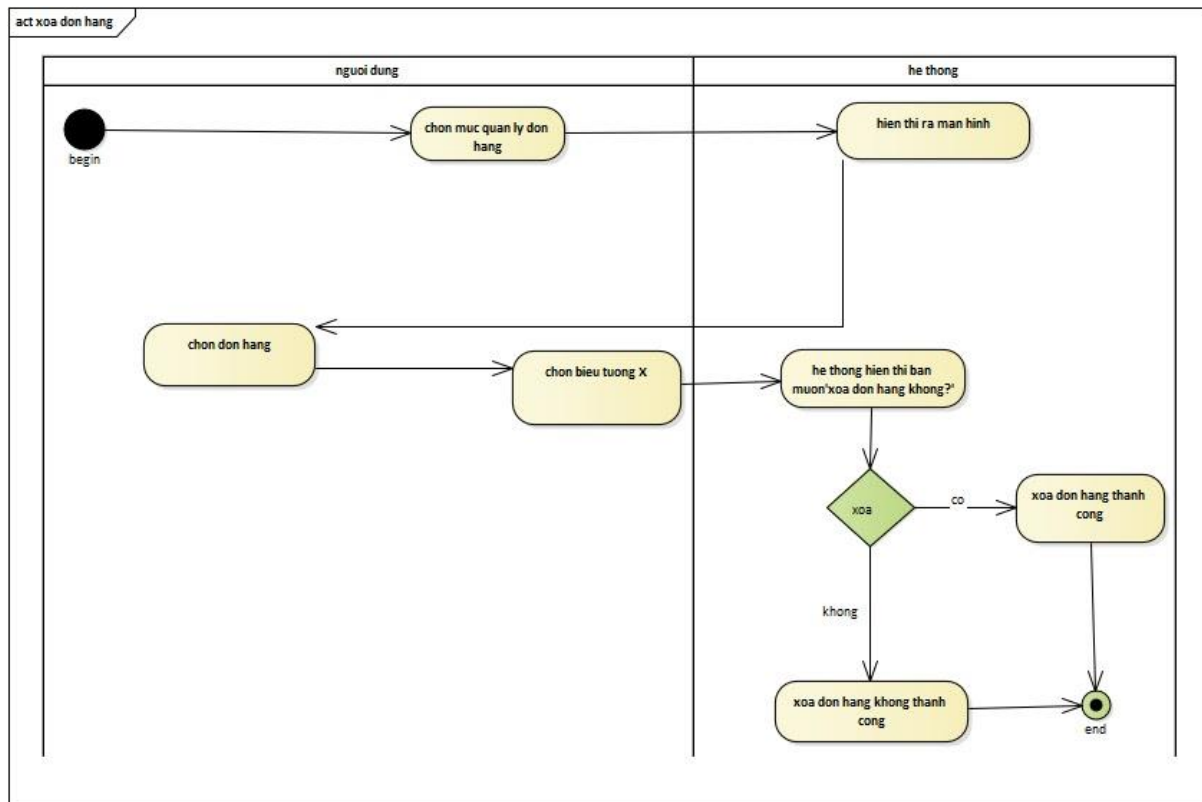 act xoa don hang
nguoi dung
he thong
begin
chon muc quan ly don
hang
hien thi ra man hinh
chon don hang
chon bieu tuong X
he thong hien thi ban
muon'xoa don hang khong?'
xoa
co
xoa don hang thanh
cong
khong
xoa don hang khong thanh
cong
end